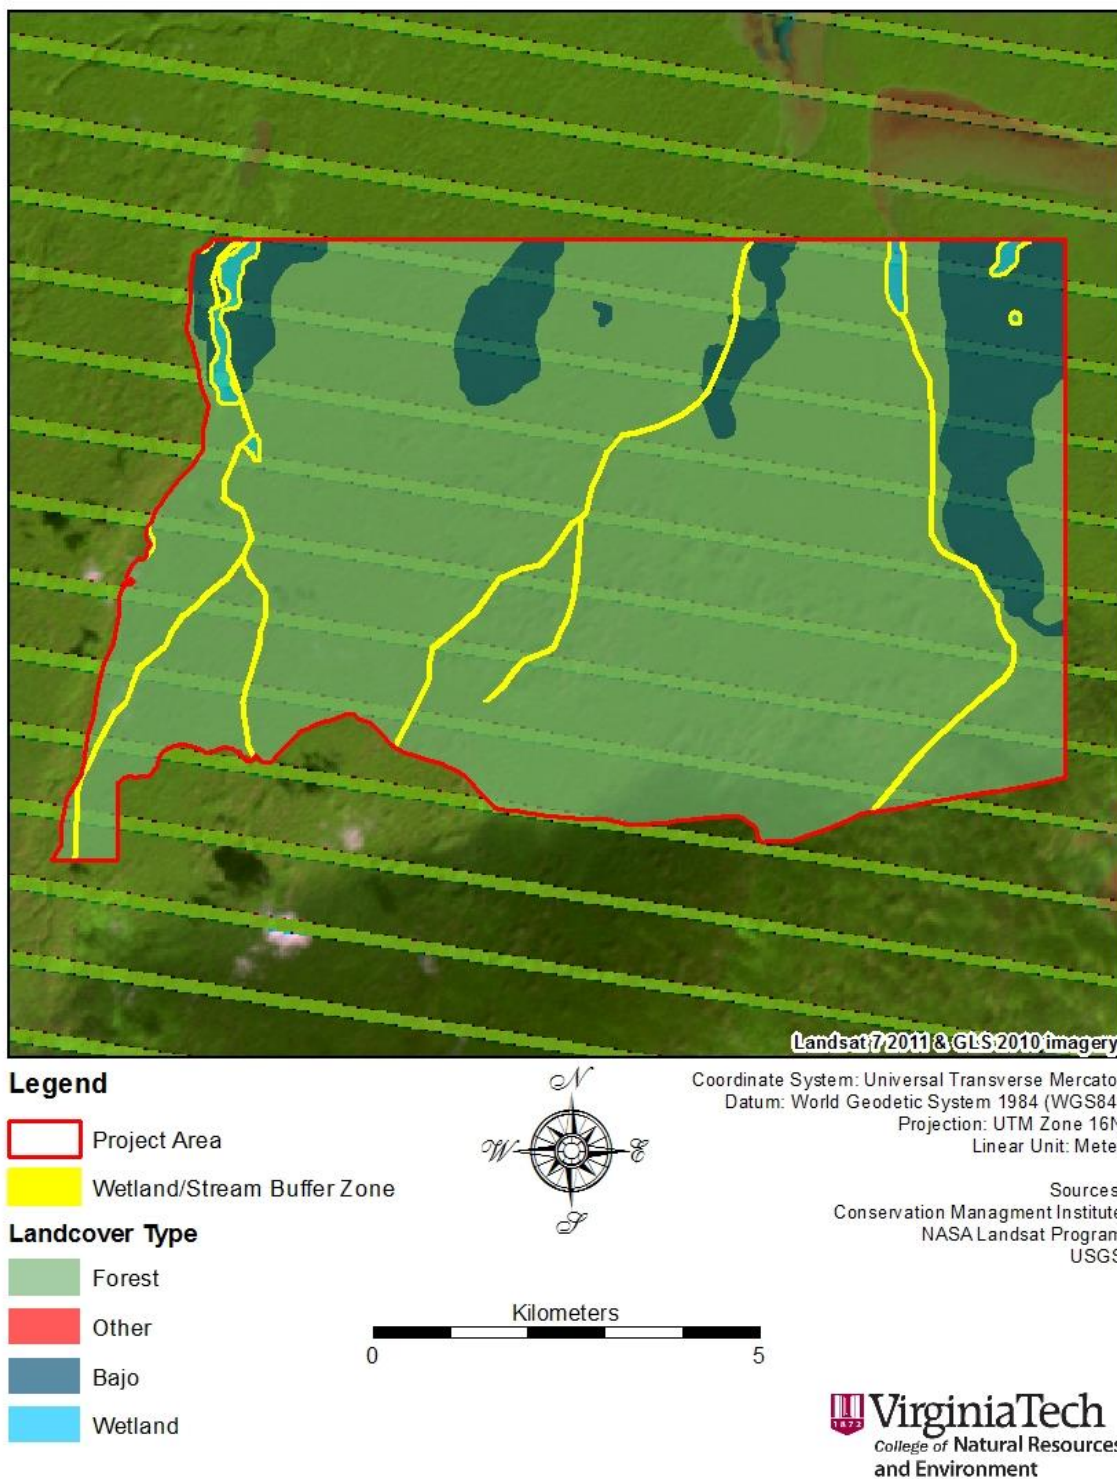 Landsat 7 2011 & GLS 2010 imagery
Legend
Project Area
Wetland/Stream Buffer Zone
Landcover Type
Forest
Other
Bajo
Wetland
N
W
E
S
Coordinate System: Universal Transverse Mercato
Datum: World Geodetic System 1984 (WGS84
Projection: UTM Zone 16N
Linear Unit: Mete
Sources
Conservation Managment Institute
NASA Landsat Program
USGS
Kilometers
0 5
1872
VirginiaTech
College of Natural Resources
and Environment